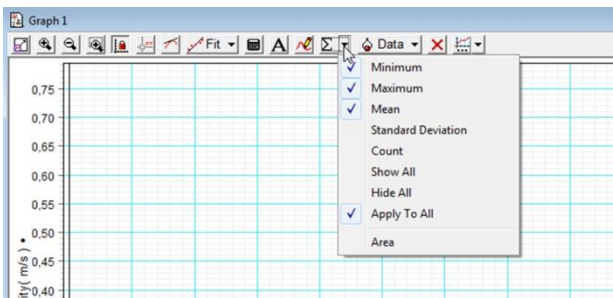 Graph 1
Fit
A
Σ
Data
Minimum
Maximum
Mean
Standard Deviation
Count
Show All
Hide All
Apply To All
Area
0,75
0,70
0,65
0,60
0,55
0,50
0,45
0,40
ity( m/s )